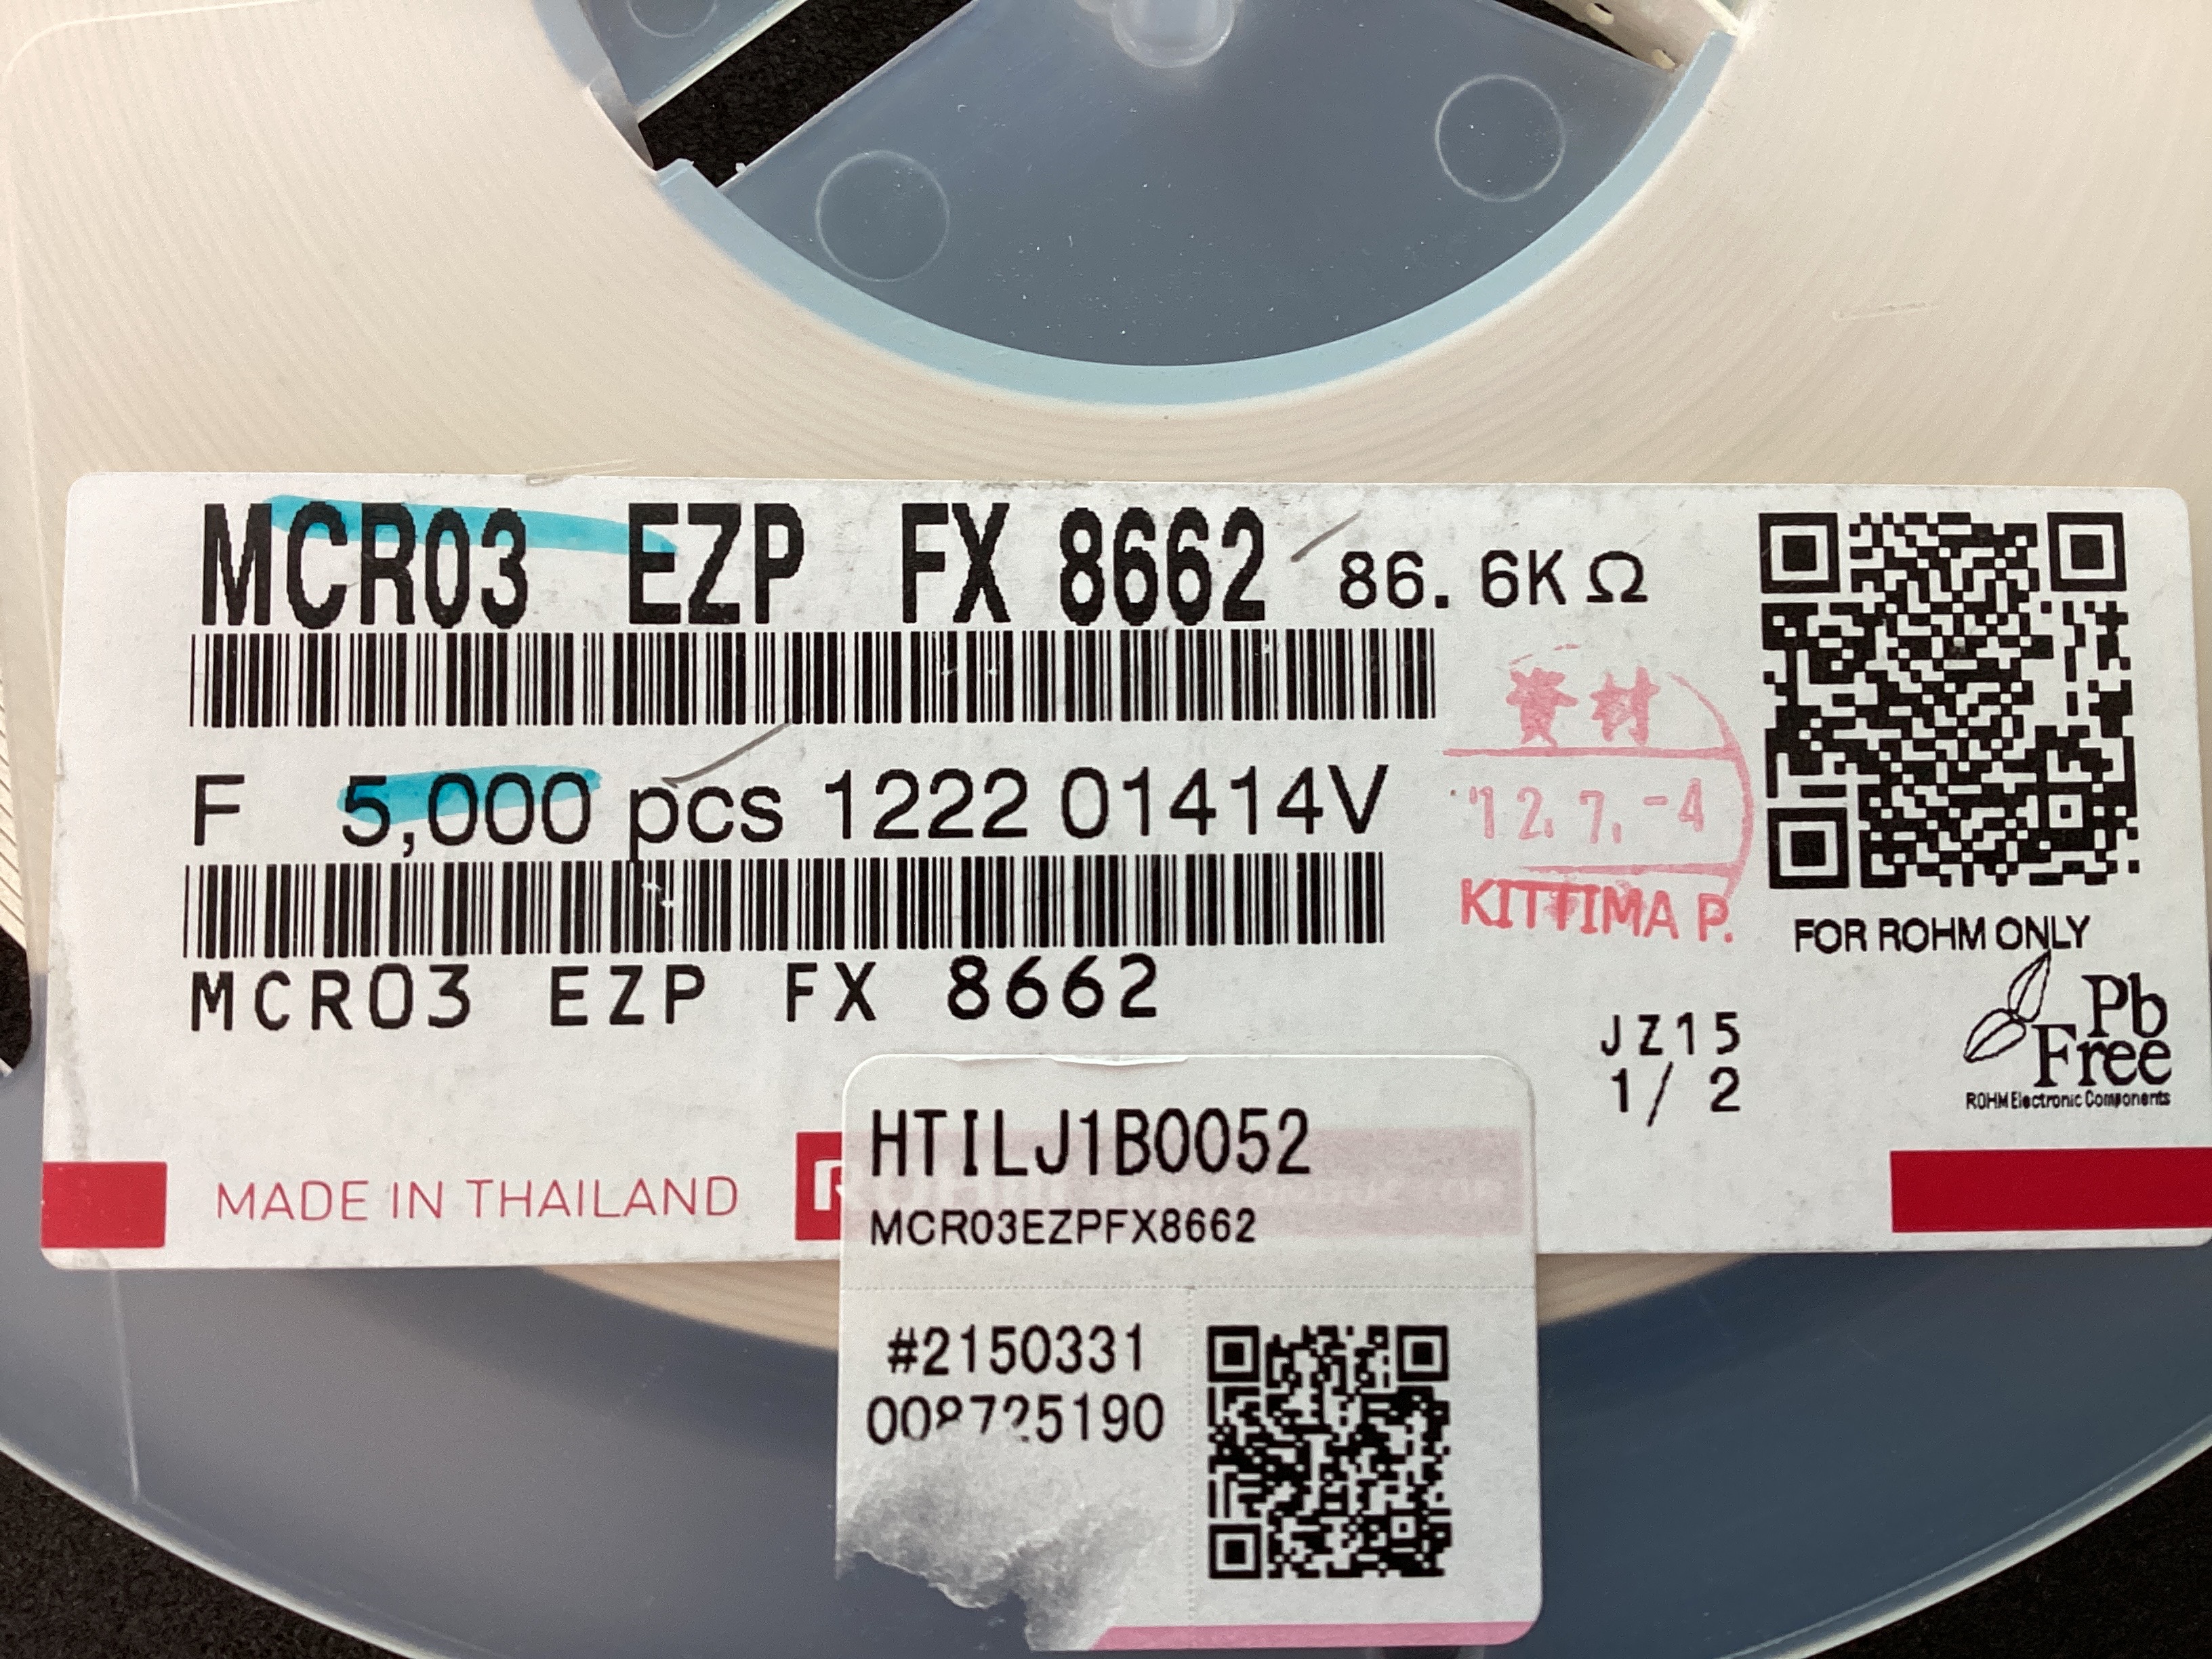 MCR03 EZP FX 8662 86.6KΩ
資材
F 5,000 pcs 1222 01414V
'12. 7. -4
KITTIMA P.
FOR ROHM ONLY
MCR03 EZP FX 8662
JZ15
1/ 2
Pb
Free
ROHM Electronic Components
MADE IN THAILAND
HTILJ1B0052
MCR03EZPFX8662
#2150331
008725190